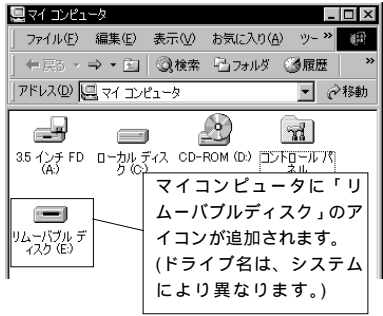 マイ コンピュータ
ファイル(F) 編集(E) 表示(V) お気に入り(A) ツー »
戻る 検索 フォルダ 履歴 »
アドレス(D) マイ コンピュータ 移動
3.5 インチ FD (A:)
ローカル ディスク (C:)
CD-ROM (D:)
コントロール パネル
リムーバブル ディスク (E:)
マイコンピュータに「リ
ムーバブルディスク」のア
イコンが追加されます。
(ドライブ名は、システム
により異なります。)